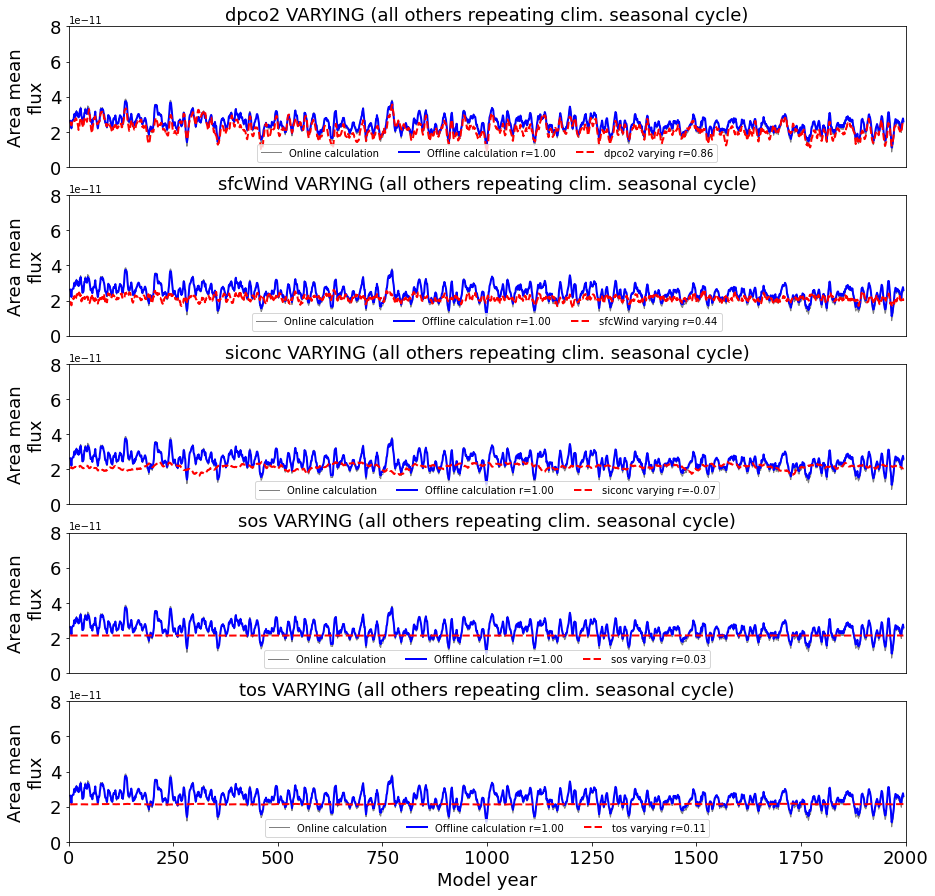 dpco2 VARYING (all others repeating clim. seasonal cycle)
1e−11
8
6
4
2
0
Area mean
flux
Online calculation
Offline calculation r=1.00
dpco2 varying r=0.86
sfcWind VARYING (all others repeating clim. seasonal cycle)
1e−11
8
6
4
2
0
Area mean
flux
Online calculation
Offline calculation r=1.00
sfcWind varying r=0.44
siconc VARYING (all others repeating clim. seasonal cycle)
1e−11
8
6
4
2
0
Area mean
flux
Online calculation
Offline calculation r=1.00
siconc varying r=-0.07
sos VARYING (all others repeating clim. seasonal cycle)
1e−11
8
6
4
2
0
Area mean
flux
Online calculation
Offline calculation r=1.00
sos varying r=0.03
tos VARYING (all others repeating clim. seasonal cycle)
1e−11
8
6
4
2
0
Area mean
flux
Online calculation
Offline calculation r=1.00
tos varying r=0.11
0 250 500 750 1000 1250 1500 1750 2000
Model year